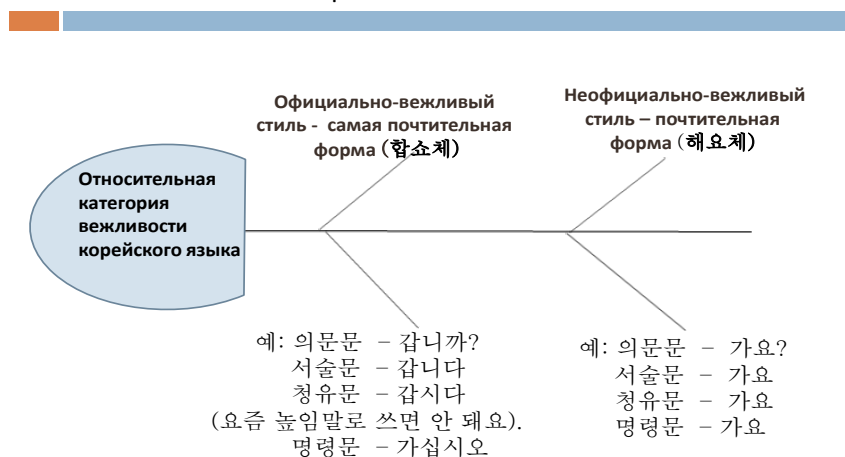 Относительная
категория
вежливости
корейского языка
Официально-вежливый
стиль - самая почтительная
форма (합쇼체)
Неофициально-вежливый
стиль – почтительная
форма (해요체)
예: 의문문 – 갑니까?
서술문 – 갑니다
청유문 – 갑시다
(요즘 높임말로 쓰면 안 돼요).
명령문 – 가십시오
예: 의문문 – 가요?
서술문 – 가요
청유문 – 가요
명령문 – 가요